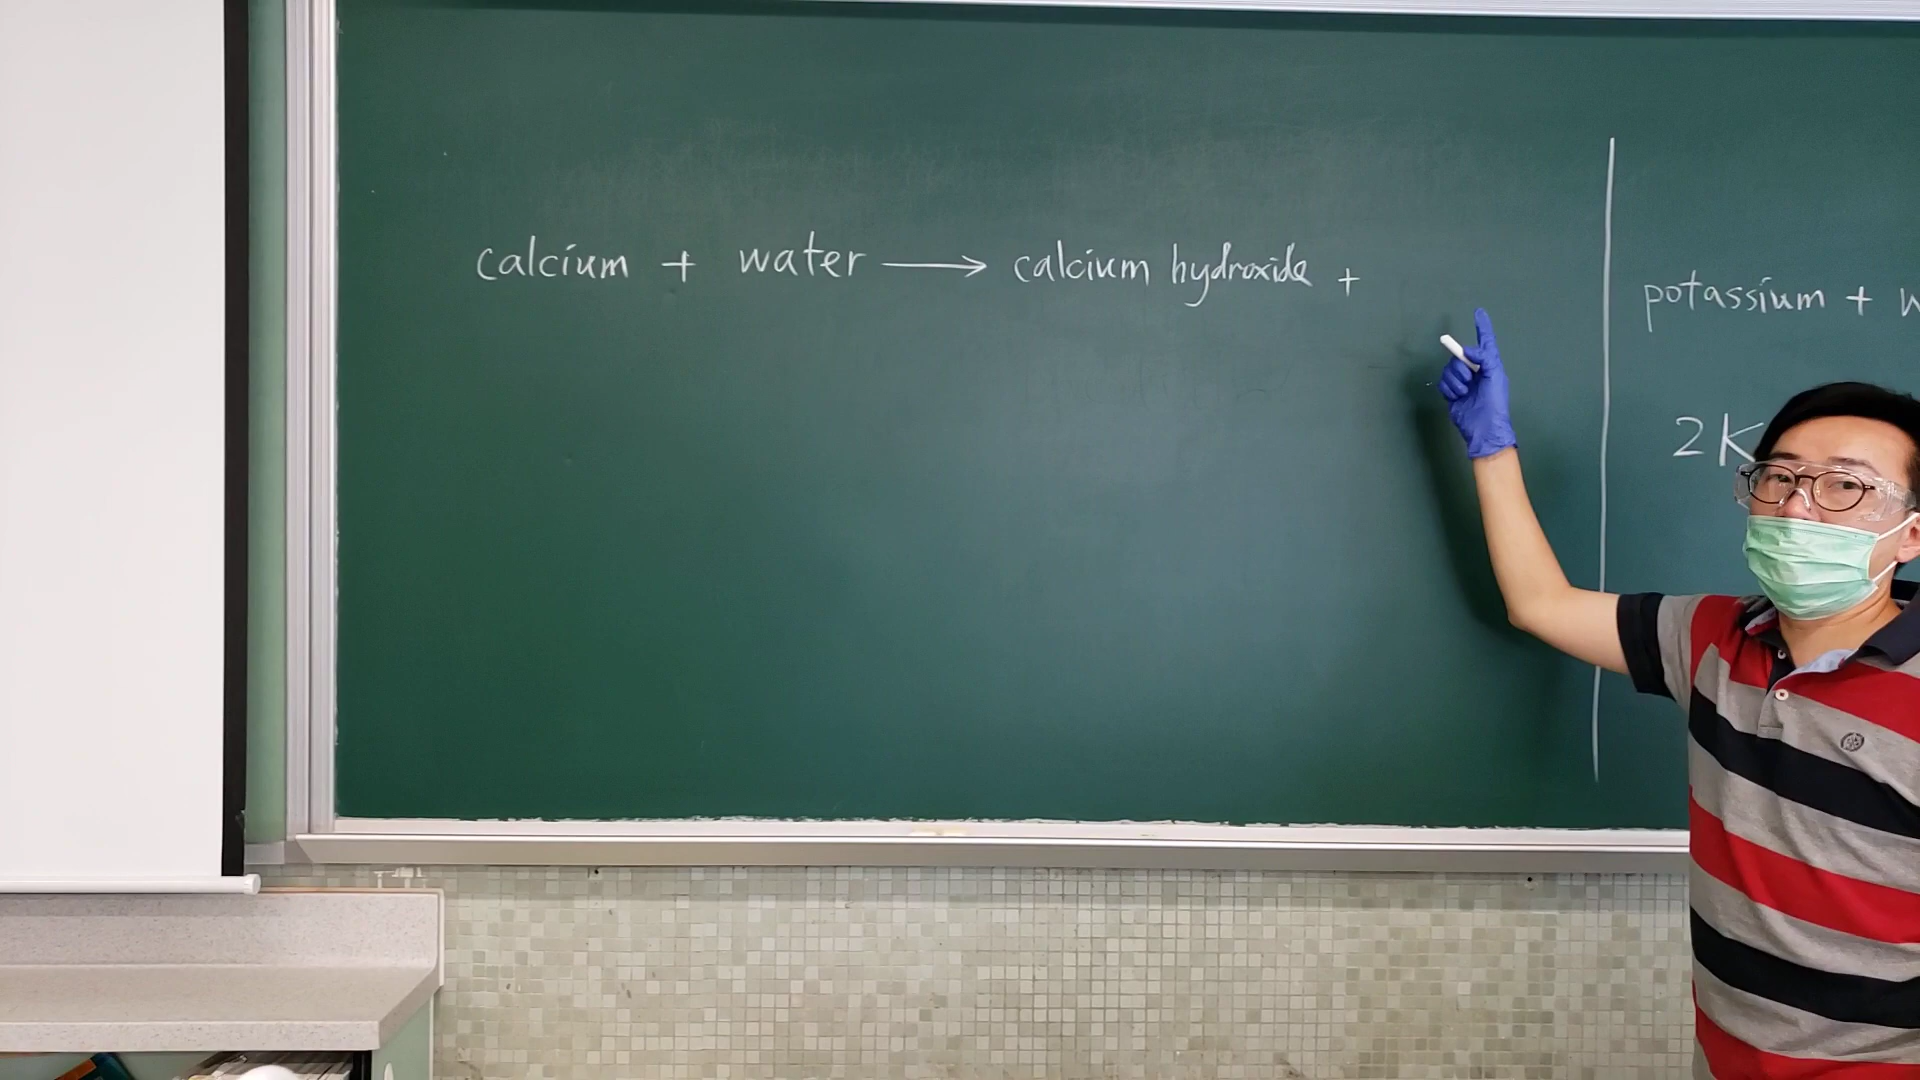 calcium + water → calcium hydroxide +
potassium + w
2K